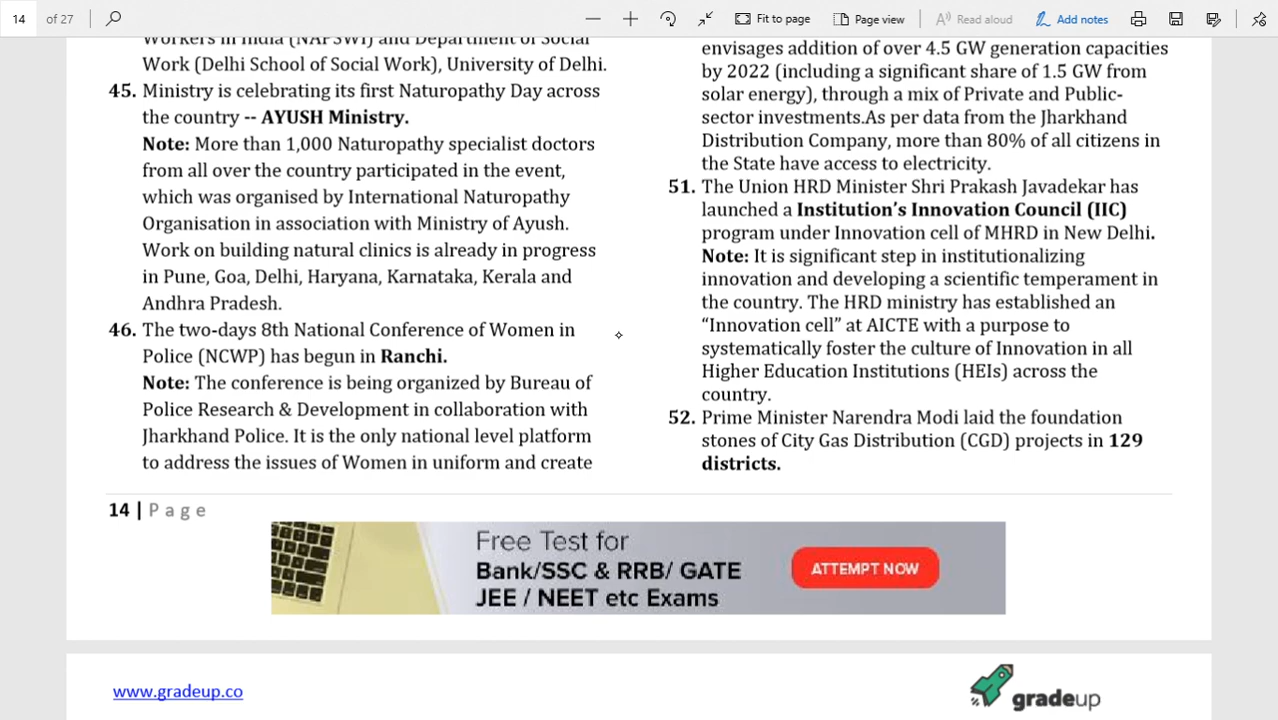 14 of 27
Fit to page
Page view
Read aloud
Add notes
Workers in India (NAPSWI) and Department of Social
Work (Delhi School of Social Work), University of Delhi.
45. Ministry is celebrating its first Naturopathy Day across
the country -- AYUSH Ministry.
Note: More than 1,000 Naturopathy specialist doctors
from all over the country participated in the event,
which was organised by International Naturopathy
Organisation in association with Ministry of Ayush.
Work on building natural clinics is already in progress
in Pune, Goa, Delhi, Haryana, Karnataka, Kerala and
Andhra Pradesh.
46. The two-days 8th National Conference of Women in
Police (NCWP) has begun in Ranchi.
Note: The conference is being organized by Bureau of
Police Research & Development in collaboration with
Jharkhand Police. It is the only national level platform
to address the issues of Women in uniform and create
envisages addition of over 4.5 GW generation capacities
by 2022 (including a significant share of 1.5 GW from
solar energy), through a mix of Private and Public-
sector investments.As per data from the Jharkhand
Distribution Company, more than 80% of all citizens in
the State have access to electricity.
51. The Union HRD Minister Shri Prakash Javadekar has
launched a Institution's Innovation Council (IIC)
program under Innovation cell of MHRD in New Delhi.
Note: It is significant step in institutionalizing
innovation and developing a scientific temperament in
the country. The HRD ministry has established an
“Innovation cell” at AICTE with a purpose to
systematically foster the culture of Innovation in all
Higher Education Institutions (HEIs) across the
country.
52. Prime Minister Narendra Modi laid the foundation
stones of City Gas Distribution (CGD) projects in 129
districts.
14 | Page
Free Test for
Bank/SSC & RRB/ GATE
JEE / NEET etc Exams
ATTEMPT NOW
www.gradeup.co
gradeup